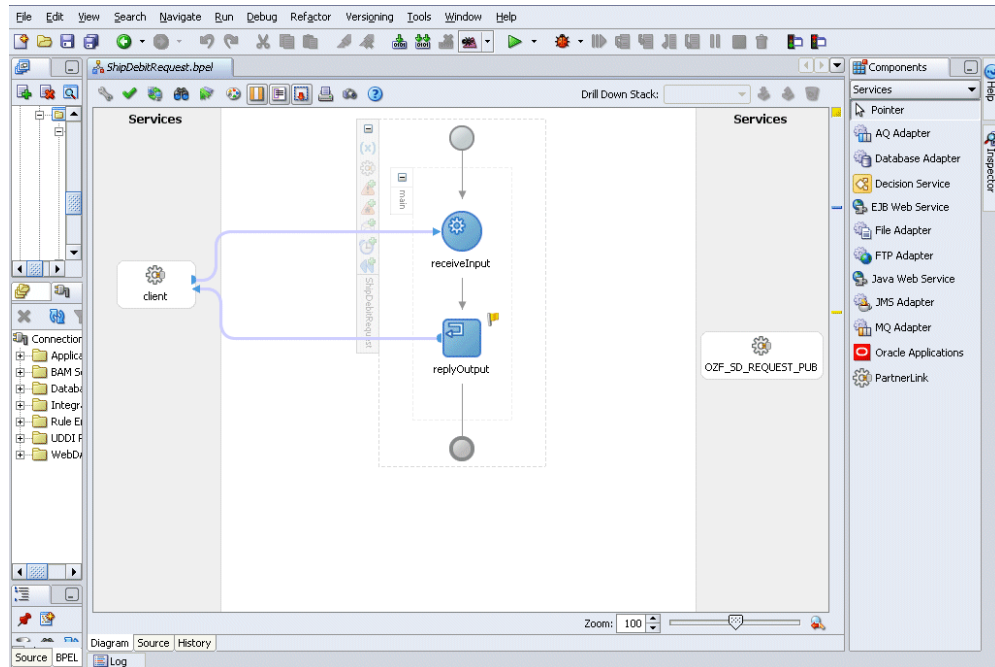 File Edit View Search Navigate Run Debug Refactor Versioning Tools Window Help
ShipDebitRequest.bpel
Drill Down Stack:
Services
Services
(x)
main
ShipDebitRequest
receiveInput
client
replyOutput
OZF_SD_REQUEST_PUB
Connection
Applica
BAM Se
Databa
Integra
Rule En
UDDI R
WebDA
Source BPEL
Zoom: 100
Diagram Source History
Log
Components
Services
Pointer
AQ Adapter
Database Adapter
Decision Service
EJB Web Service
File Adapter
FTP Adapter
Java Web Service
JMS Adapter
MQ Adapter
Oracle Applications
PartnerLink
Help
Inspector